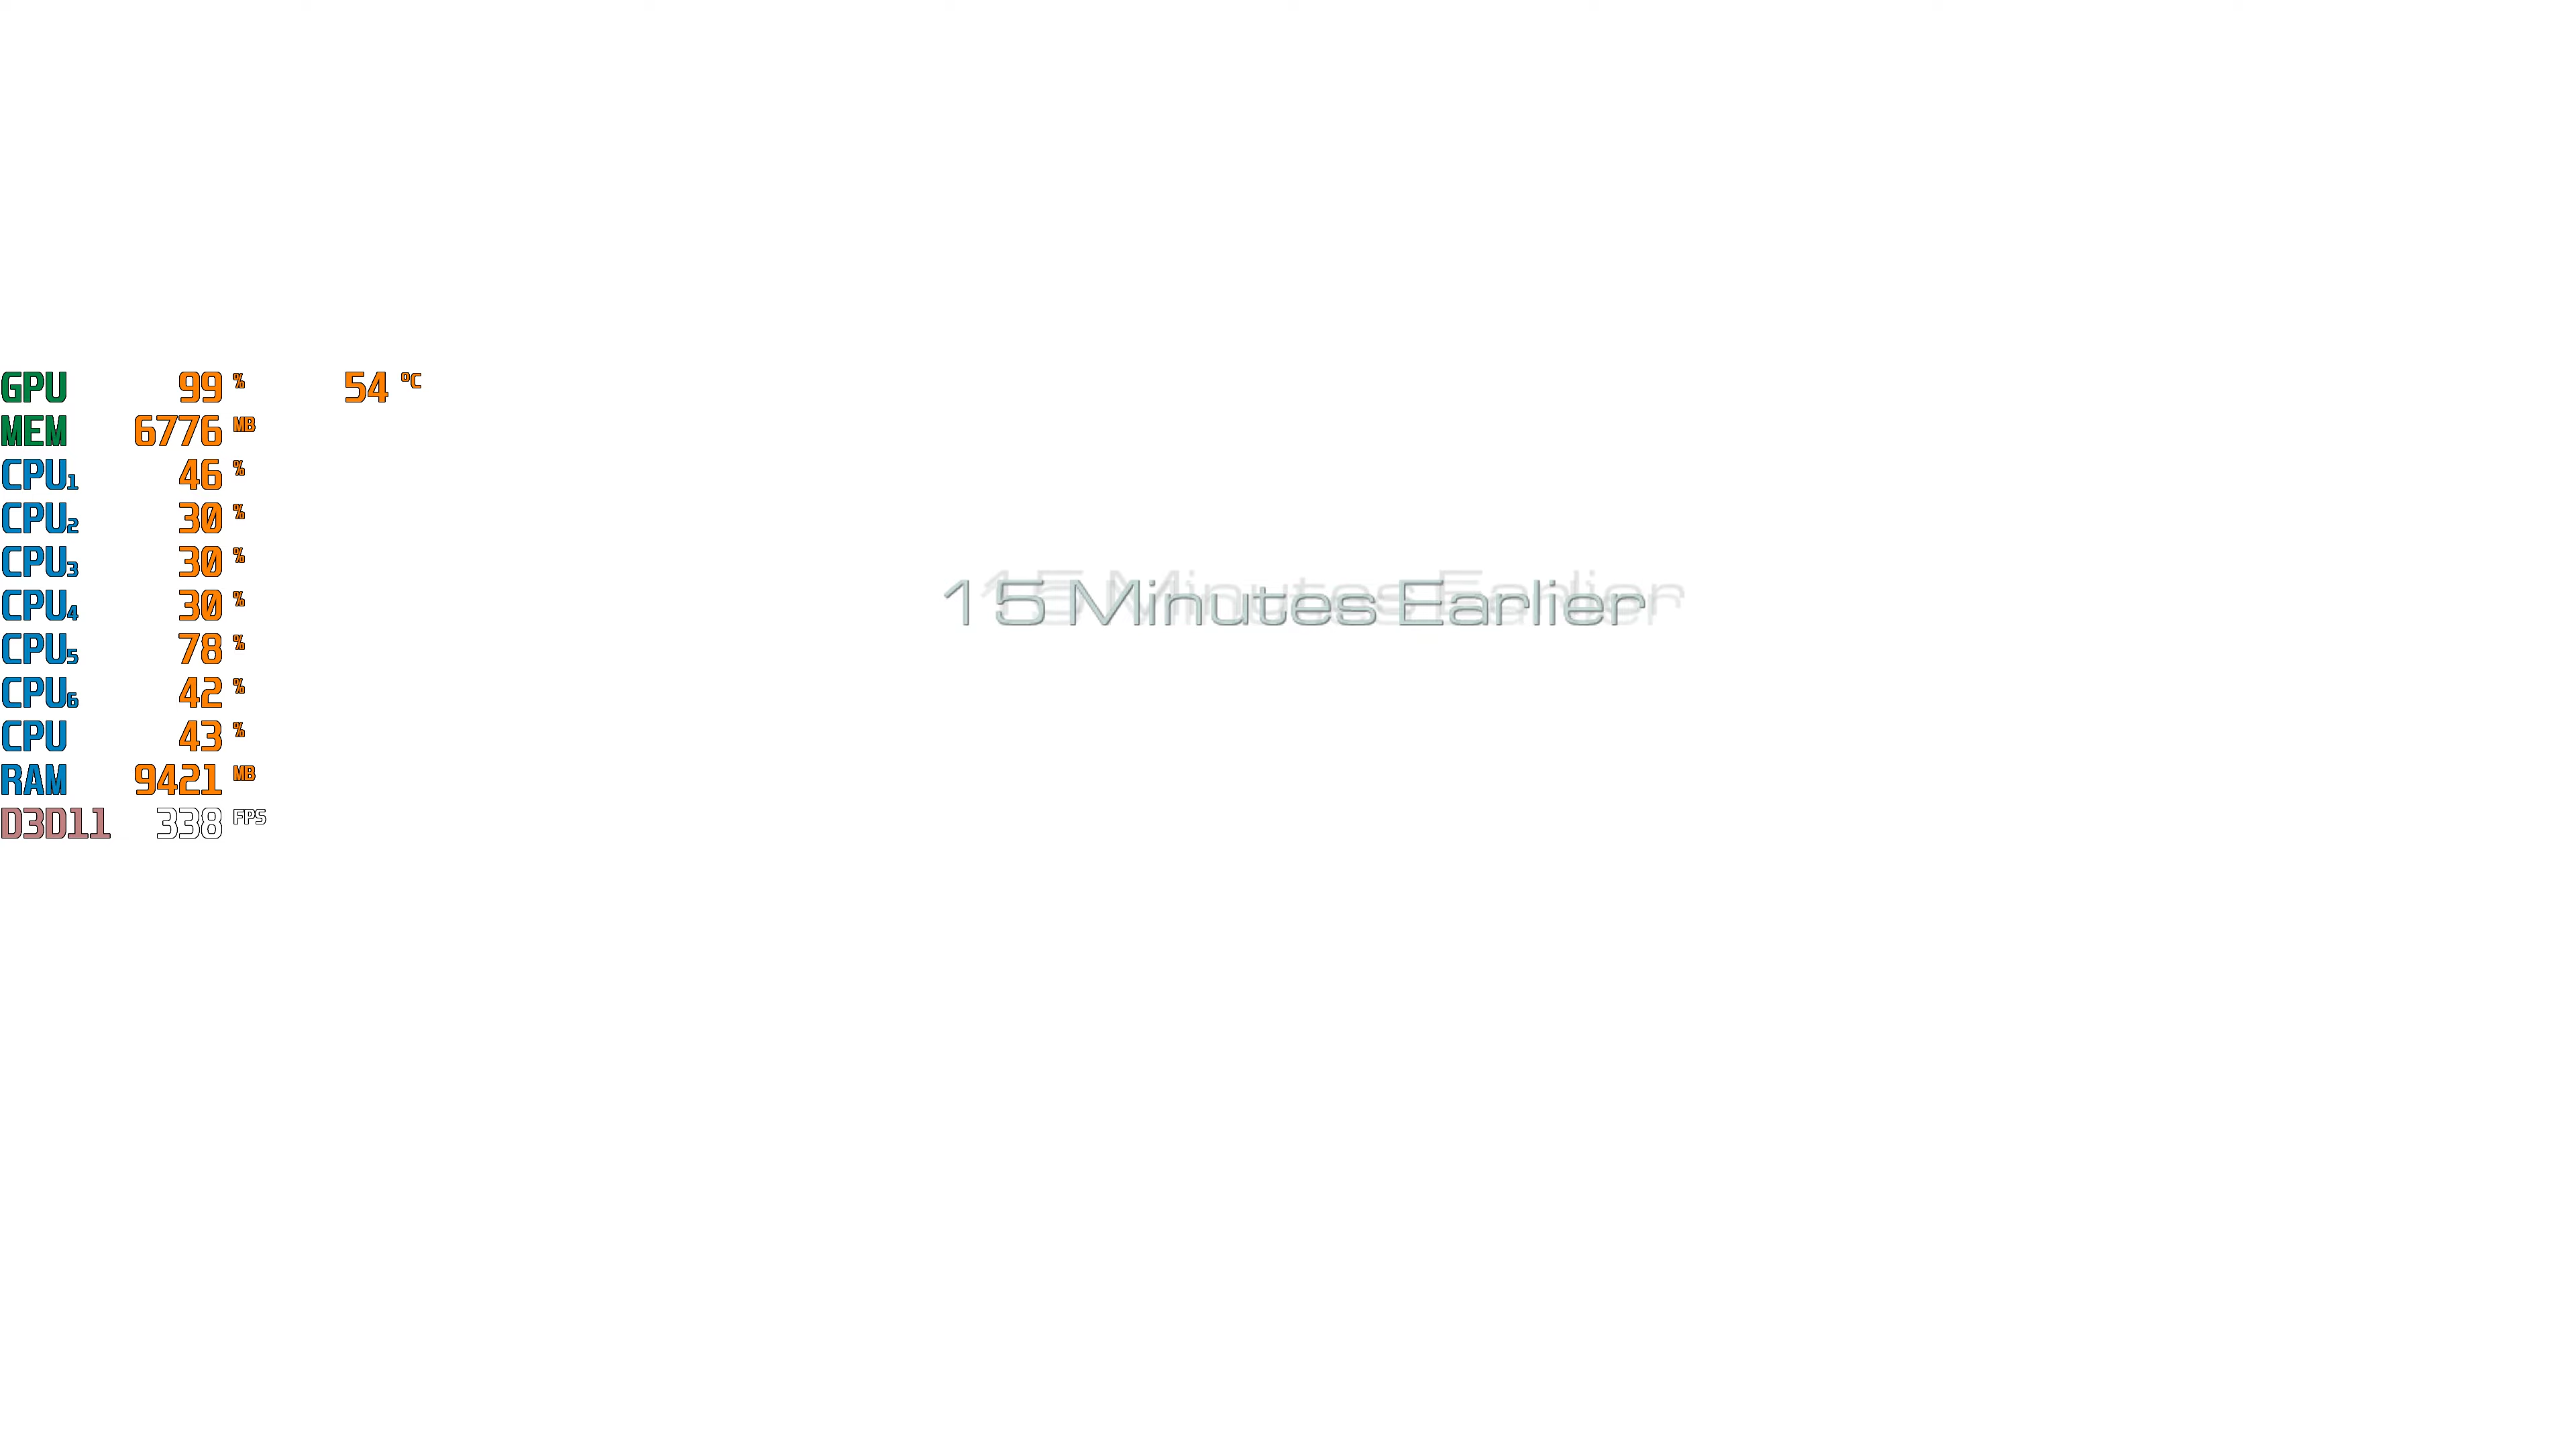 GPU 99 % 54 °C
MEM 6776 MB
CPU1 46 %
CPU2 30 %
CPU3 30 %
CPU4 30 %
CPU5 78 %
CPU6 42 %
CPU 43 %
RAM 9421 MB
D3D11 338 FPS
15 Minutes Earlier